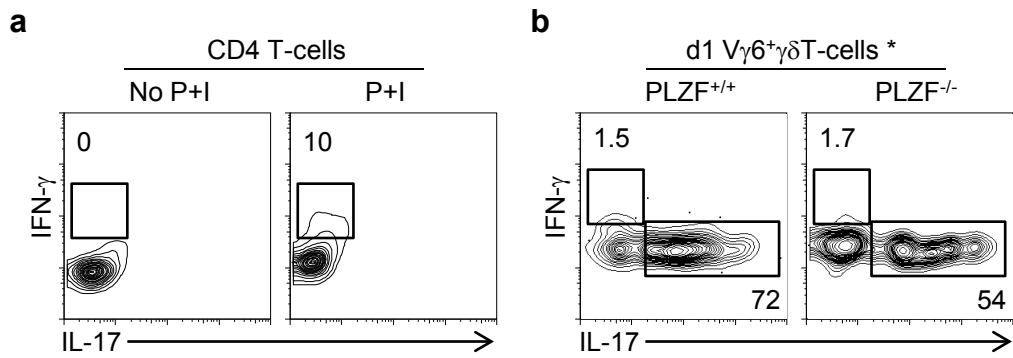 a
CD4 T-cells
No P+I
P+I
0
10
IFN-γ
IL-17
b
d1 Vγ6⁺γδT-cells *
PLZF⁺/⁺
PLZF⁻/⁻
1.5
1.7
IFN-γ
72
54
IL-17